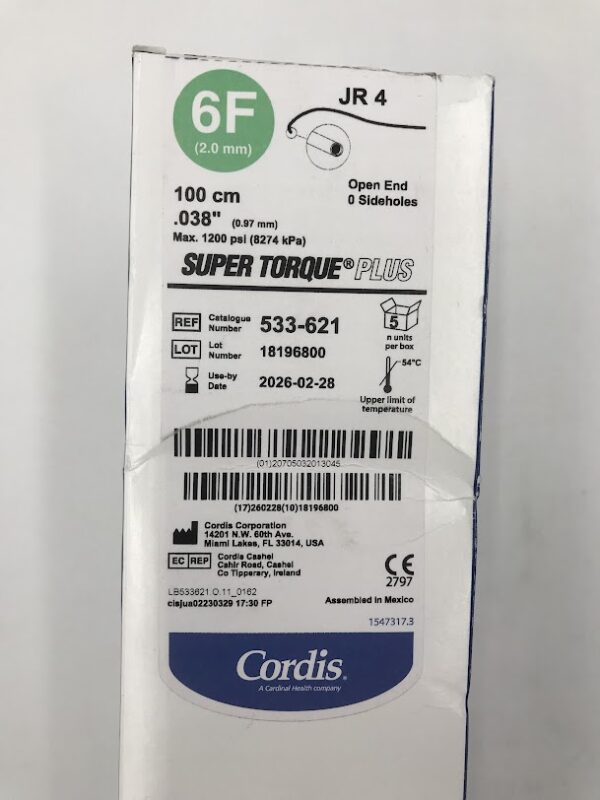 6F
(2.0 mm)
JR 4
100 cm
.038" (0.97 mm)
Max. 1200 psi (8274 kPa)
Open End
0 Sideholes
SUPER TORQUE® PLUS
REF Catalogue Number 533-621
LOT Lot Number 18196800
Use-by Date 2026-02-28
5
n units
per box
54°C
Upper limit of
temperature
(01)20705032013045
(17)260228(10)18196800
Cordis Corporation
14201 N.W. 60th Ave.
Miami Lakes, FL 33014, USA
EC REP
Cordis Cashel
Cahir Road, Cashel
Co Tipperary, Ireland
CE
2797
LB533621.O.11_0162
cisjua02230329 17:30 FP
Assembled in Mexico
1547317.3
Cordis.
A Cardinal Health company